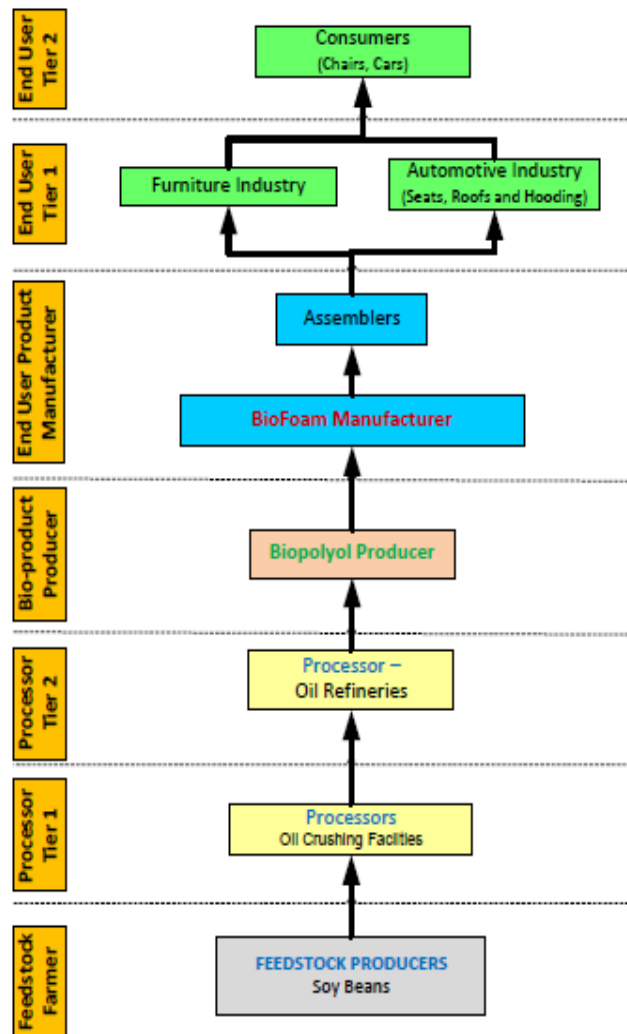 End User
Tier 2
Consumers
(Chairs, Cars)
End User
Tier 1
Furniture Industry
Automotive Industry
(Seats, Roofs and Hooding)
End User Product
Manufacturer
Assemblers
BioFoam Manufacturer
Bio-product
Producer
Biopolyol Producer
Processor
Tier 2
Processor –
Oil Refineries
Processor
Tier 1
Processors
Oil Crushing Faclities
Feedstock
Farmer
FEEDSTOCK PRODUCERS
Soy Beans